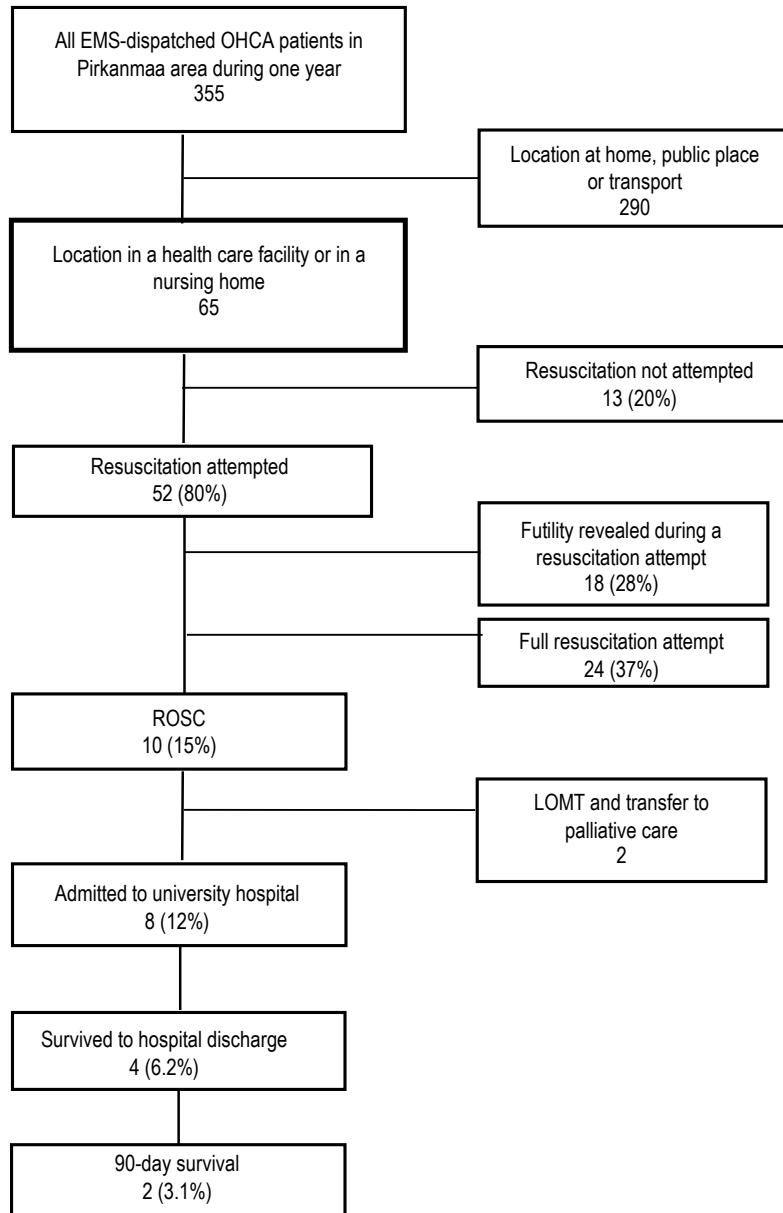 All EMS-dispatched OHCA patients in
Pirkanmaa area during one year
355
Location at home, public place
or transport
290
Location in a health care facility or in a
nursing home
65
Resuscitation not attempted
13 (20%)
Resuscitation attempted
52 (80%)
Futility revealed during a
resuscitation attempt
18 (28%)
Full resuscitation attempt
24 (37%)
ROSC
10 (15%)
LOMT and transfer to
palliative care
2
Admitted to university hospital
8 (12%)
Survived to hospital discharge
4 (6.2%)
90-day survival
2 (3.1%)